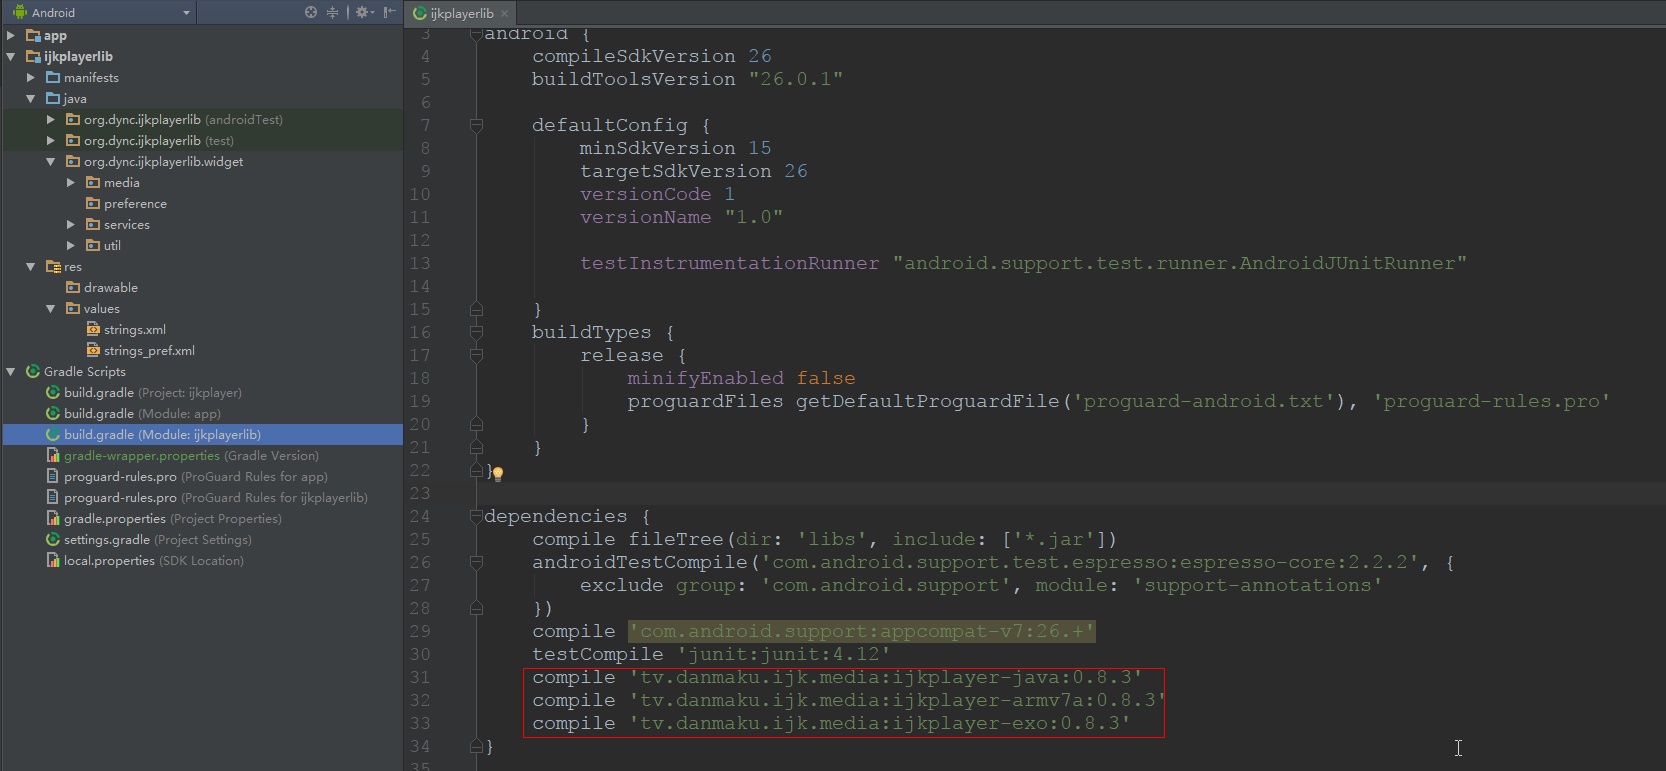 Android
app
ijkplayerlib
manifests
java
org.dync.ijkplayerlib (androidTest)
org.dync.ijkplayerlib (test)
org.dync.ijkplayerlib.widget
media
preference
services
util
res
drawable
values
strings.xml
strings_pref.xml
Gradle Scripts
build.gradle (Project: ijkplayer)
build.gradle (Module: app)
build.gradle (Module: ijkplayerlib)
gradle-wrapper.properties (Gradle Version)
proguard-rules.pro (ProGuard Rules for app)
proguard-rules.pro (ProGuard Rules for ijkplayerlib)
gradle.properties (Project Properties)
settings.gradle (Project Settings)
local.properties (SDK Location)
ijkplayerlib
3 android {
4 compileSdkVersion 26
5 buildToolsVersion "26.0.1"
6
7 defaultConfig {
8 minSdkVersion 15
9 targetSdkVersion 26
10 versionCode 1
11 versionName "1.0"
12
13 testInstrumentationRunner "android.support.test.runner.AndroidJUnitRunner"
14
15 }
16 buildTypes {
17 release {
18 minifyEnabled false
19 proguardFiles getDefaultProguardFile('proguard-android.txt'), 'proguard-rules.pro'
20 }
21 }
22 }
23
24 dependencies {
25 compile fileTree(dir: 'libs', include: ['*.jar'])
26 androidTestCompile('com.android.support.test.espresso:espresso-core:2.2.2', {
27 exclude group: 'com.android.support', module: 'support-annotations'
28 })
29 compile 'com.android.support:appcompat-v7:26.+'
30 testCompile 'junit:junit:4.12'
31 compile 'tv.danmaku.ijk.media:ijkplayer-java:0.8.3'
32 compile 'tv.danmaku.ijk.media:ijkplayer-armv7a:0.8.3'
33 compile 'tv.danmaku.ijk.media:ijkplayer-exo:0.8.3'
34 }
35